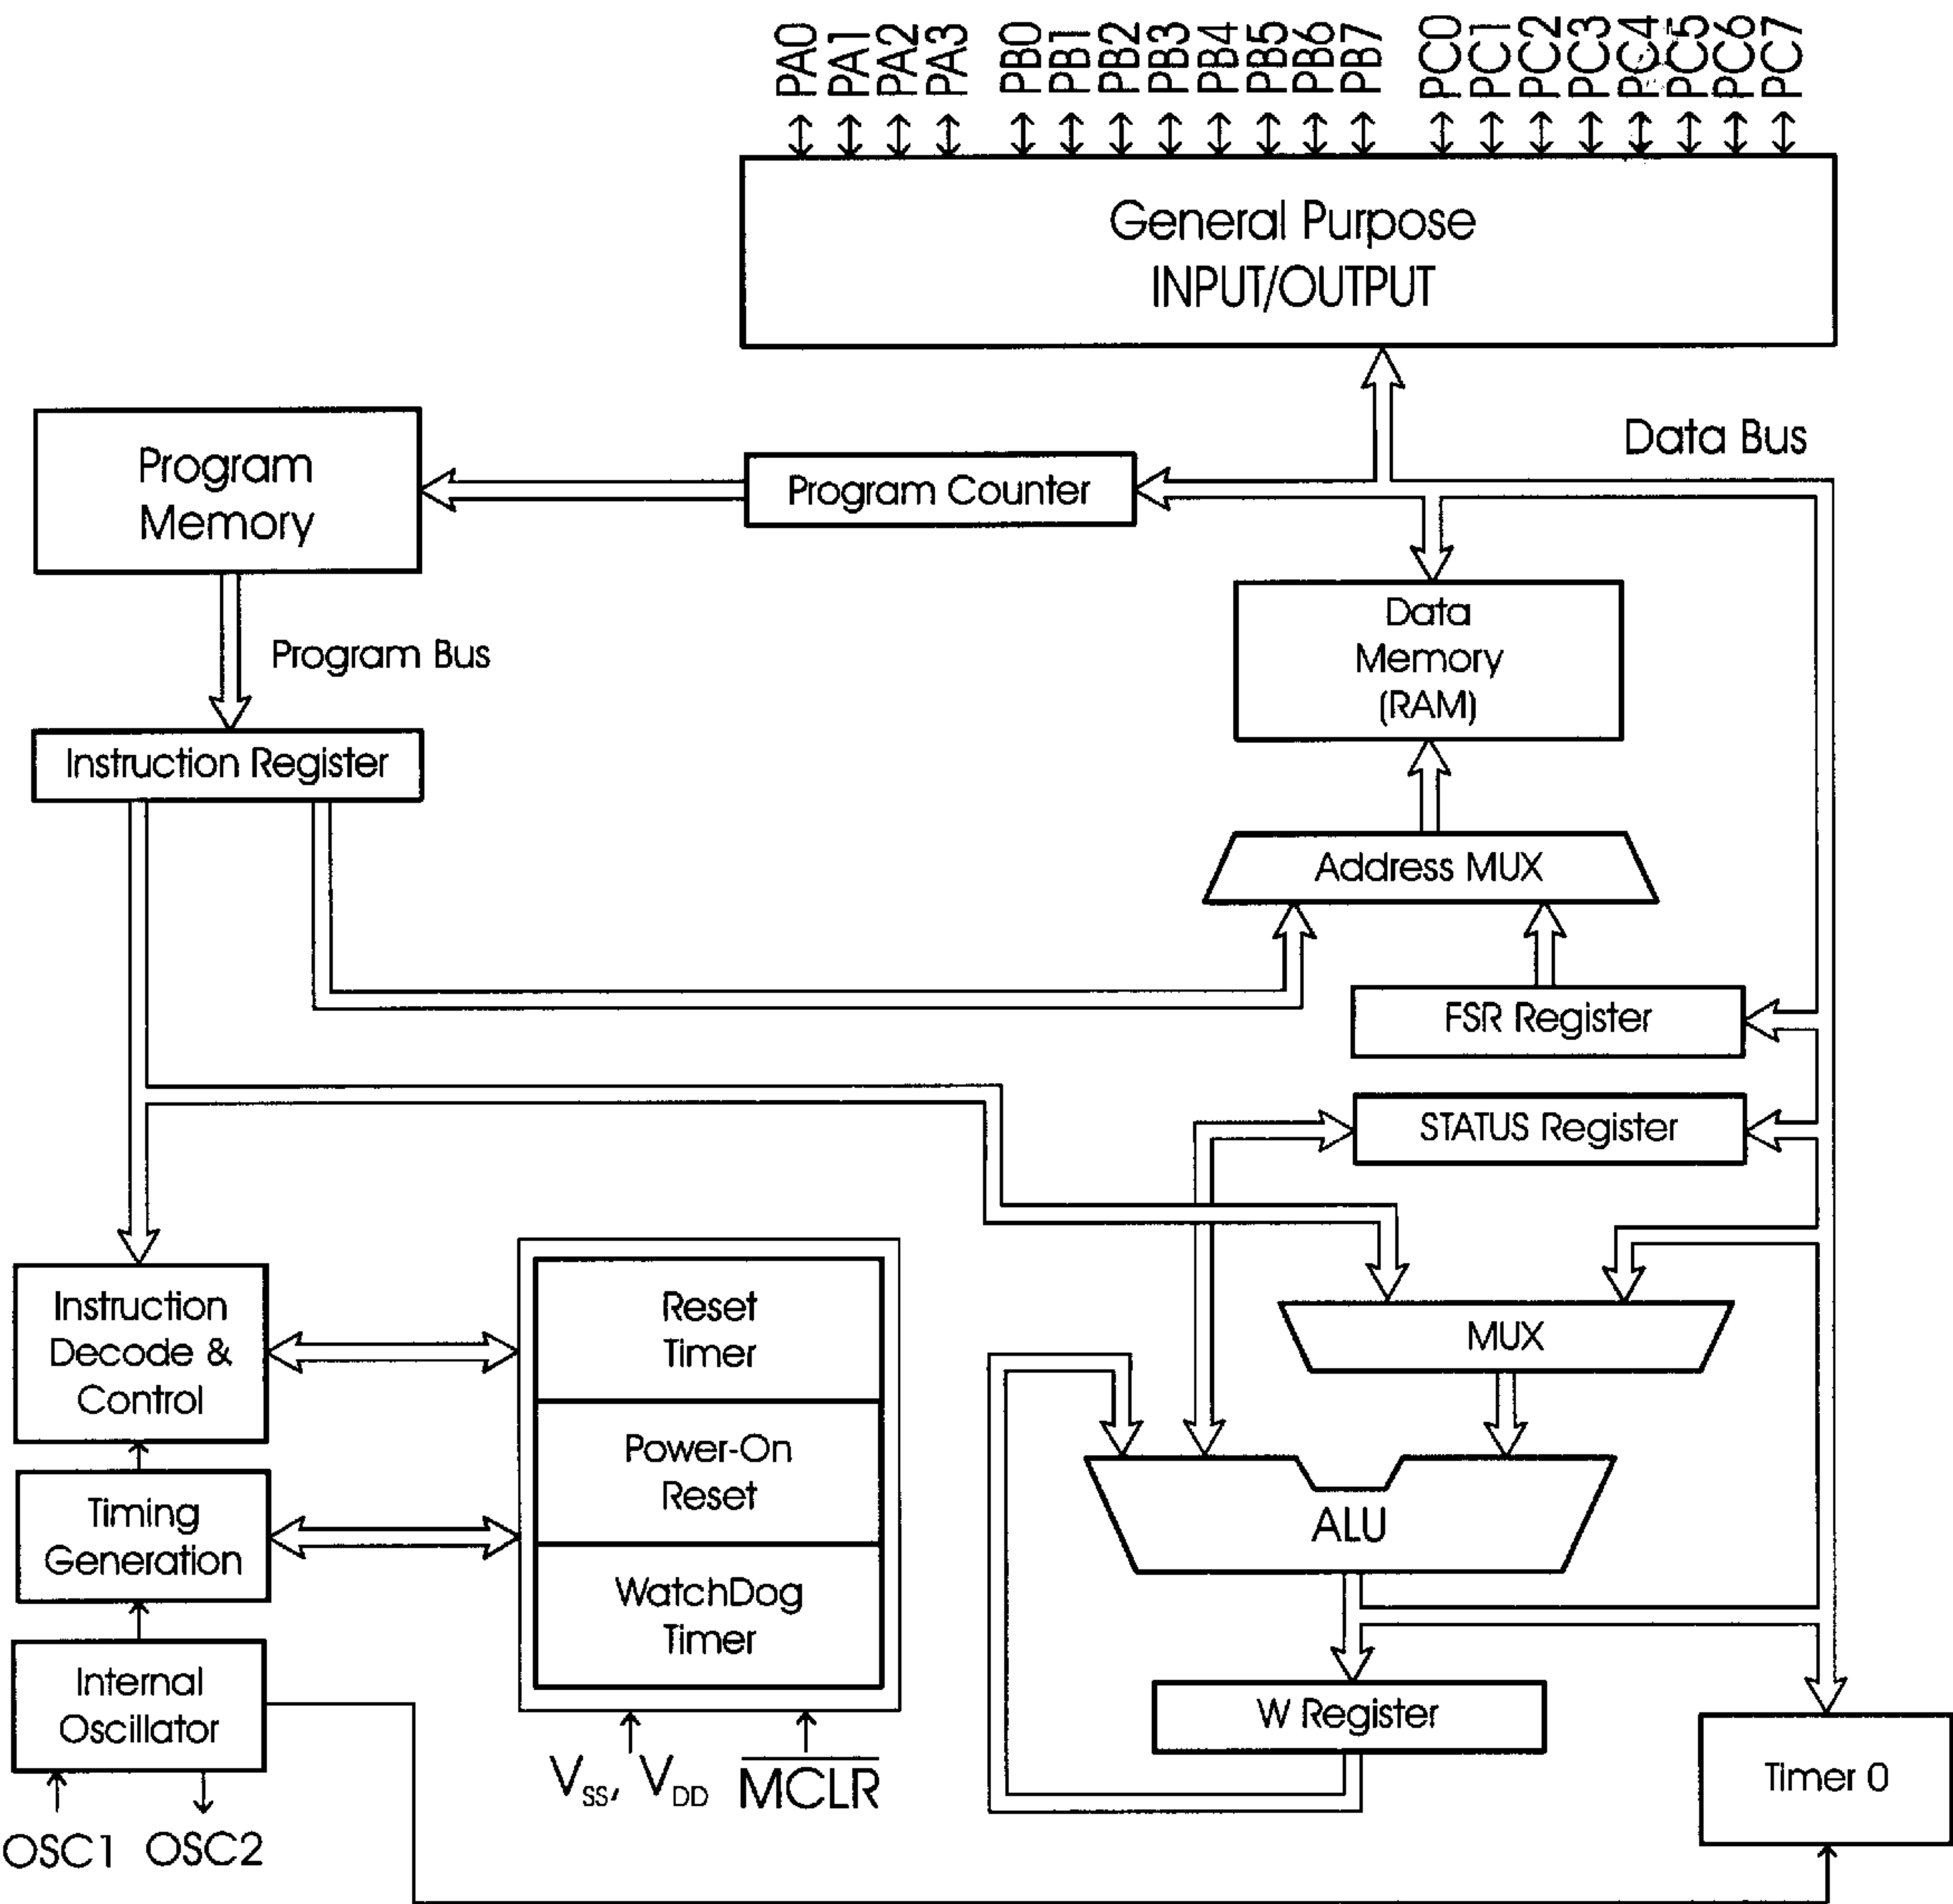 PA0 PA1 PA2 PA3 PB0 PB1 PB2 PB3 PB4 PB5 PB6 PB7 PC0 PC1 PC2 PC3 PC4 PC5 PC6 PC7
General Purpose
INPUT/OUTPUT
Data Bus
Program
Memory
Program Counter
Data
Memory
(RAM)
Program Bus
Instruction Register
Address MUX
FSR Register
STATUS Register
Instruction
Decode &
Control
Reset
Timer
MUX
Power-On
Reset
Timing
Generation
ALU
WatchDog
Timer
Internal
Oscillator
W Register
Timer 0
VSS, VDD MCLR
OSC1 OSC2